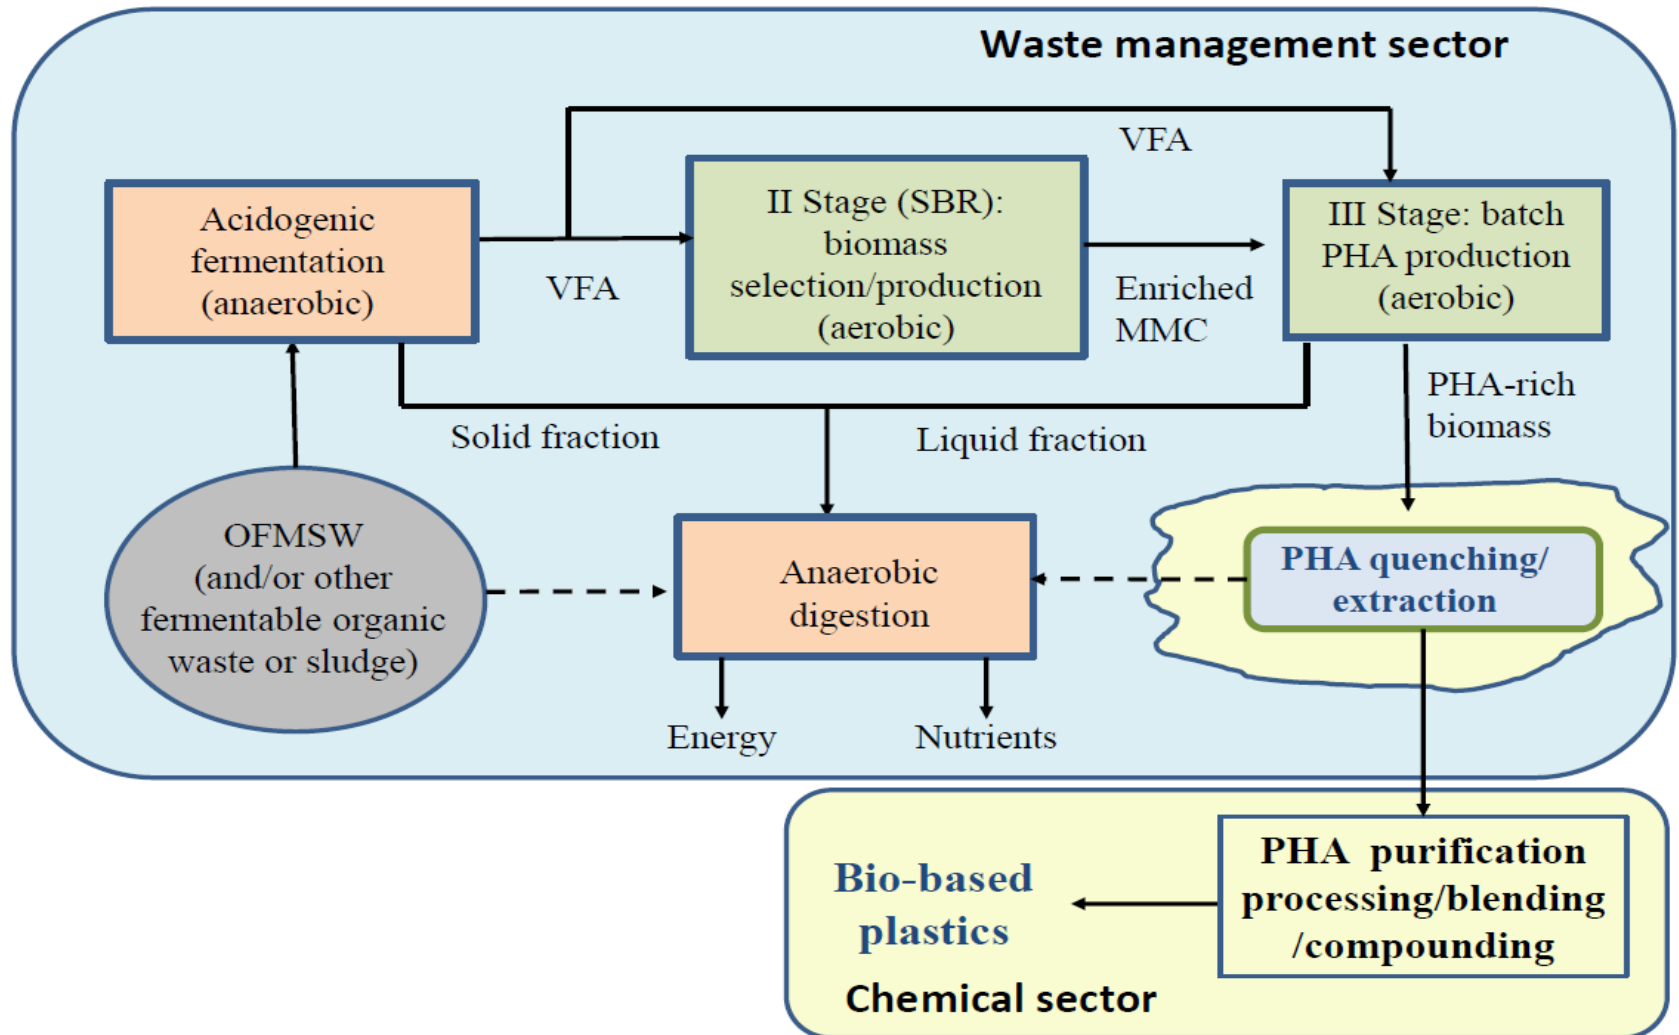 Waste management sector
VFA
Acidogenic
fermentation
(anaerobic)
VFA
II Stage (SBR):
biomass
selection/production
(aerobic)
Enriched
MMC
III Stage: batch
PHA production
(aerobic)
Solid fraction
Liquid fraction
PHA-rich
biomass
OFMSW
(and/or other
fermentable organic
waste or sludge)
Anaerobic
digestion
PHA quenching/
extraction
Energy
Nutrients
PHA purification
processing/blending
/compounding
Bio-based
plastics
Chemical sector